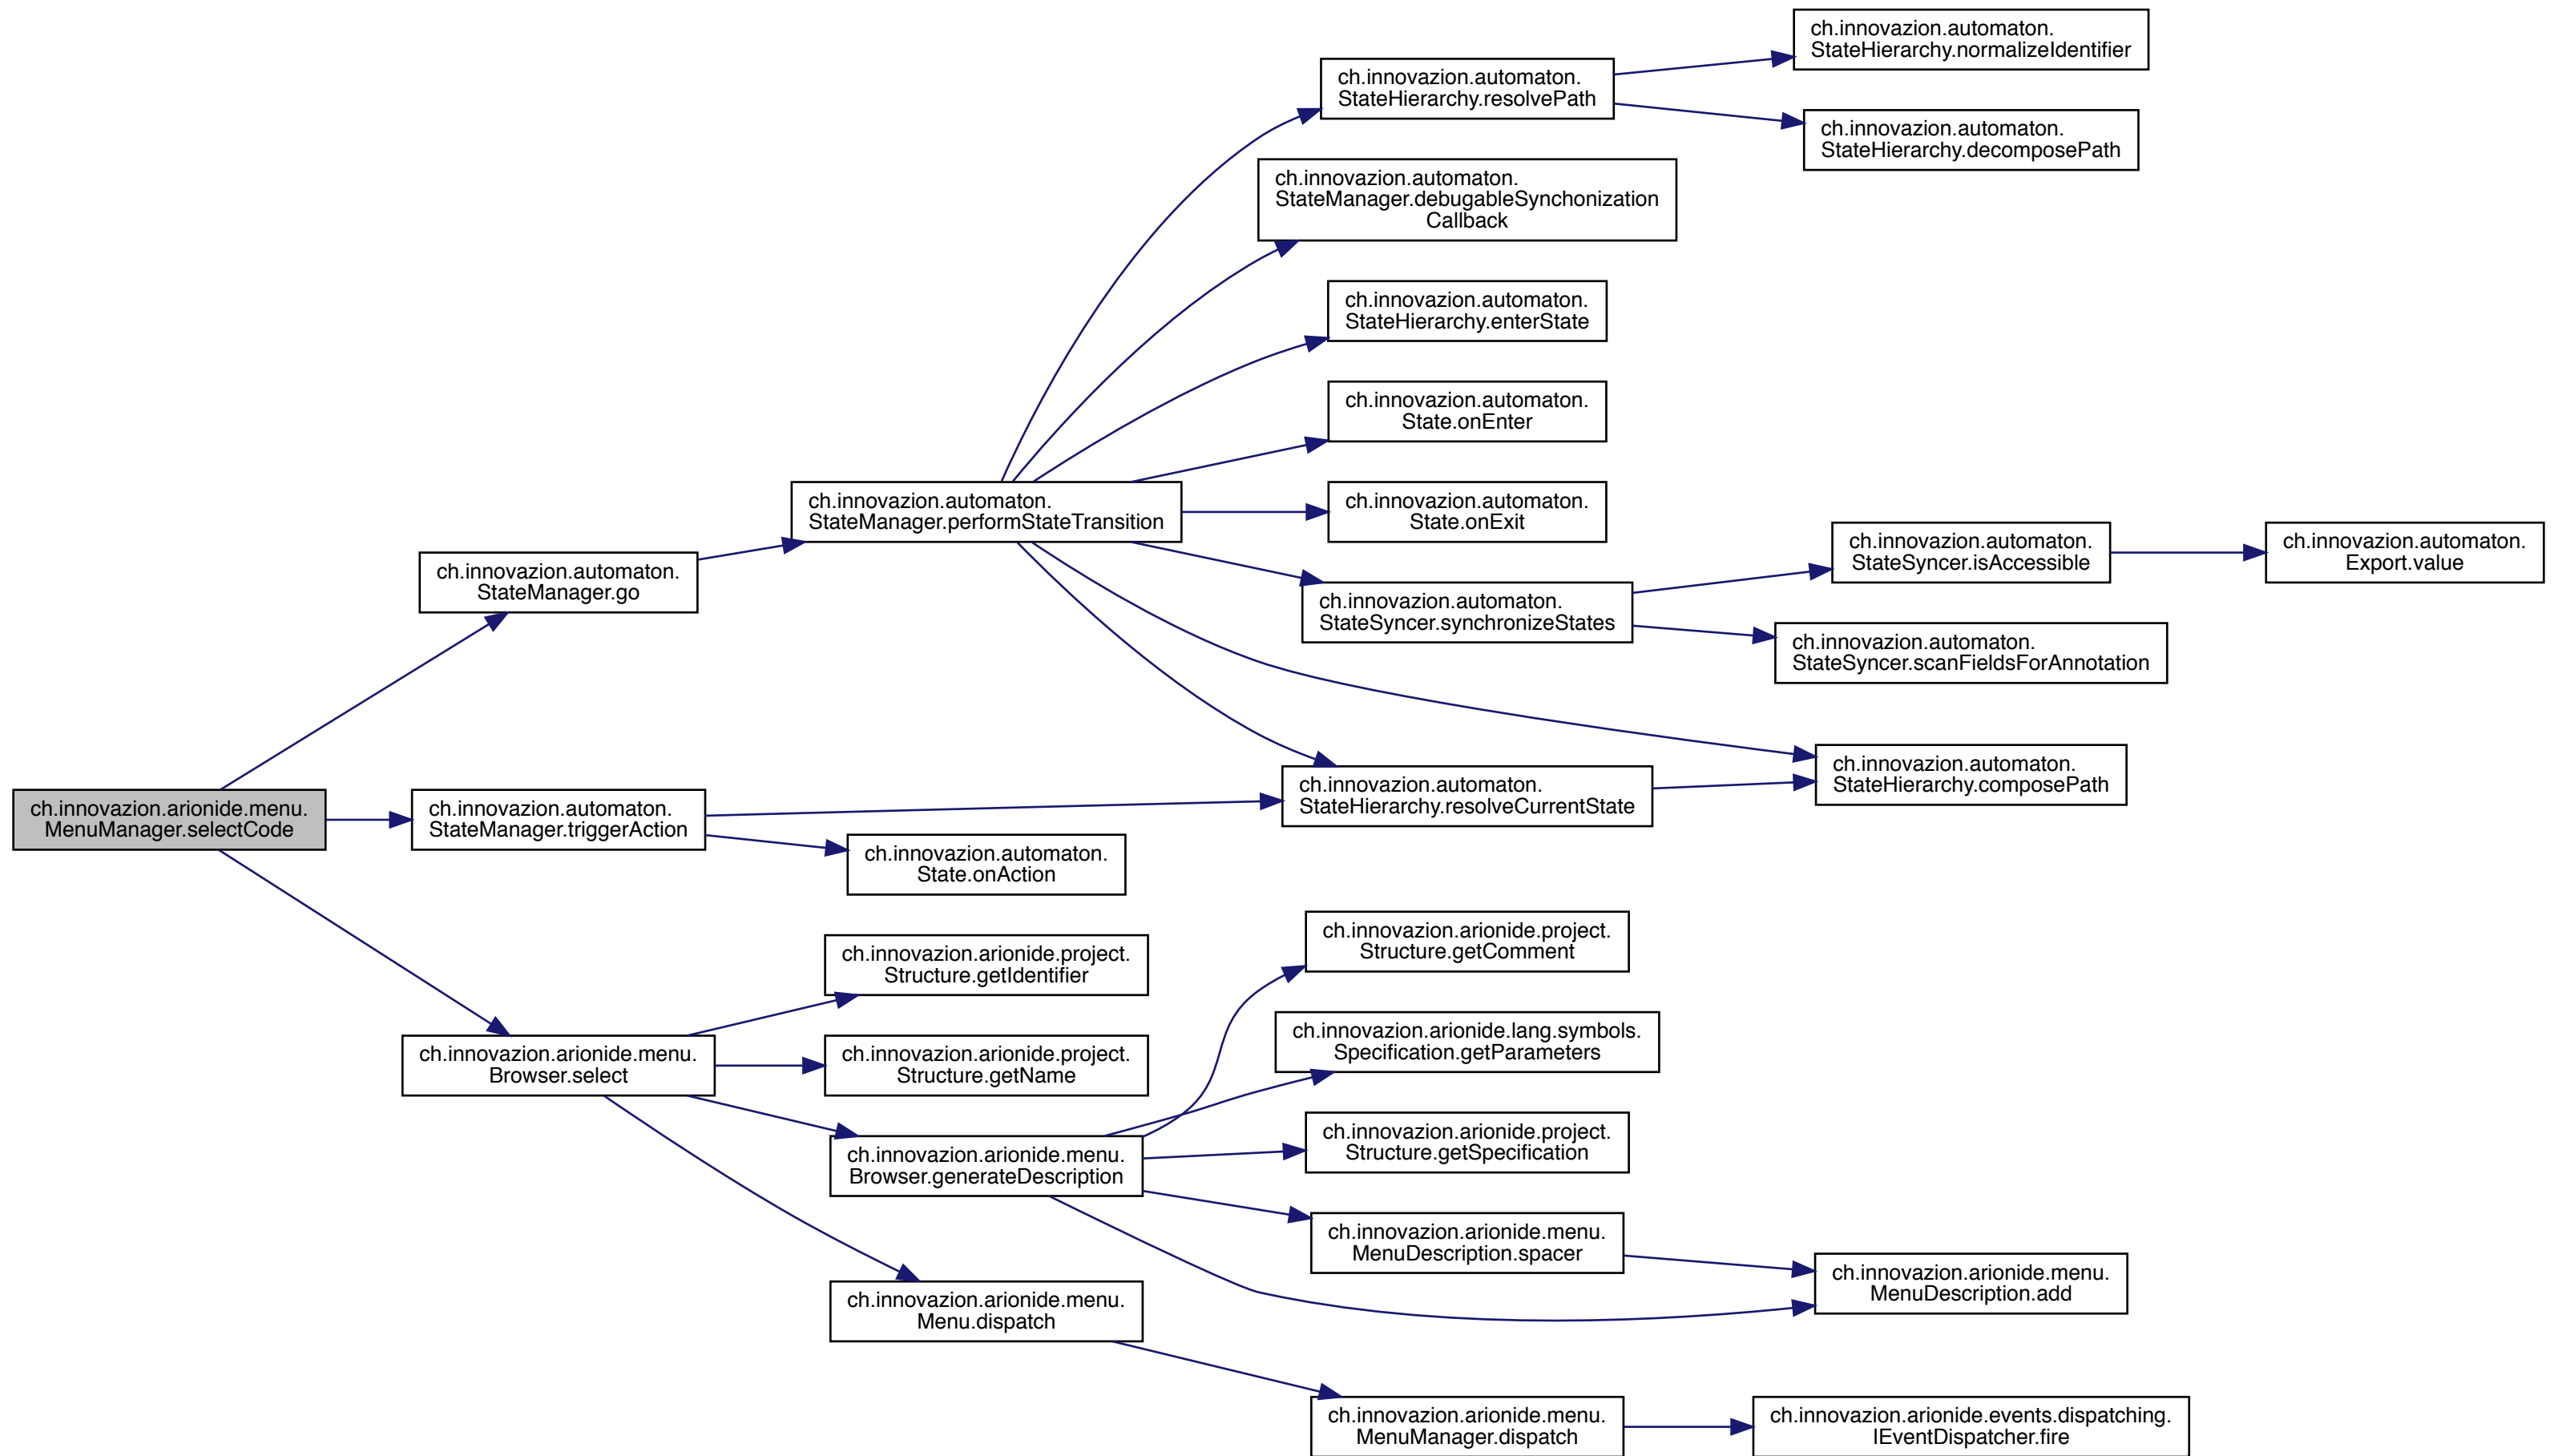 ch.innovazion.automaton.
StateHierarchy.normalizeIdentifier
ch.innovazion.automaton.
StateHierarchy.resolvePath
ch.innovazion.automaton.
StateHierarchy.decomposePath
ch.innovazion.automaton.
StateManager.debugableSynchonization
Callback
ch.innovazion.automaton.
StateHierarchy.enterState
ch.innovazion.automaton.
State.onEnter
ch.innovazion.automaton.
StateManager.performStateTransition
ch.innovazion.automaton.
State.onExit
ch.innovazion.automaton.
StateSyncer.isAccessible
ch.innovazion.automaton.
Export.value
ch.innovazion.automaton.
StateManager.go
ch.innovazion.automaton.
StateSyncer.synchronizeStates
ch.innovazion.automaton.
StateSyncer.scanFieldsForAnnotation
ch.innovazion.automaton.
StateHierarchy.composePath
ch.innovazion.automaton.
StateHierarchy.resolveCurrentState
ch.innovazion.arionide.menu.
MenuManager.selectCode
ch.innovazion.automaton.
StateManager.triggerAction
ch.innovazion.automaton.
State.onAction
ch.innovazion.arionide.project.
Structure.getComment
ch.innovazion.arionide.project.
Structure.getIdentifier
ch.innovazion.arionide.lang.symbols.
Specification.getParameters
ch.innovazion.arionide.menu.
Browser.select
ch.innovazion.arionide.project.
Structure.getName
ch.innovazion.arionide.project.
Structure.getSpecification
ch.innovazion.arionide.menu.
Browser.generateDescription
ch.innovazion.arionide.menu.
MenuDescription.spacer
ch.innovazion.arionide.menu.
MenuDescription.add
ch.innovazion.arionide.menu.
Menu.dispatch
ch.innovazion.arionide.menu.
MenuManager.dispatch
ch.innovazion.arionide.events.dispatching.
IEventDispatcher.fire